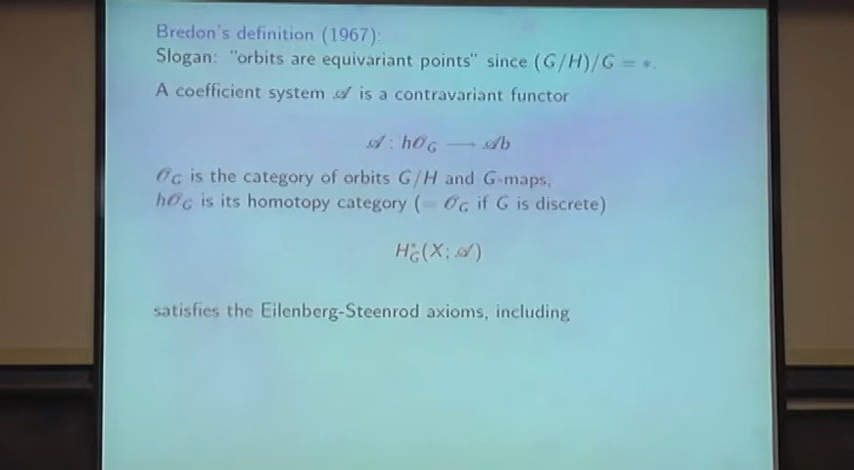 Bredon's definition (1967):
Slogan: "orbits are equivariant points" since (G/H)/G = *.
A coefficient system 𝒜 is a contravariant functor
𝒜 : h𝒪_G ⟶ 𝒜b
𝒪_G is the category of orbits G/H and G-maps,
h𝒪_G is its homotopy category (= 𝒪_G if G is discrete)
H*_G(X; 𝒜)
satisfies the Eilenberg-Steenrod axioms, including